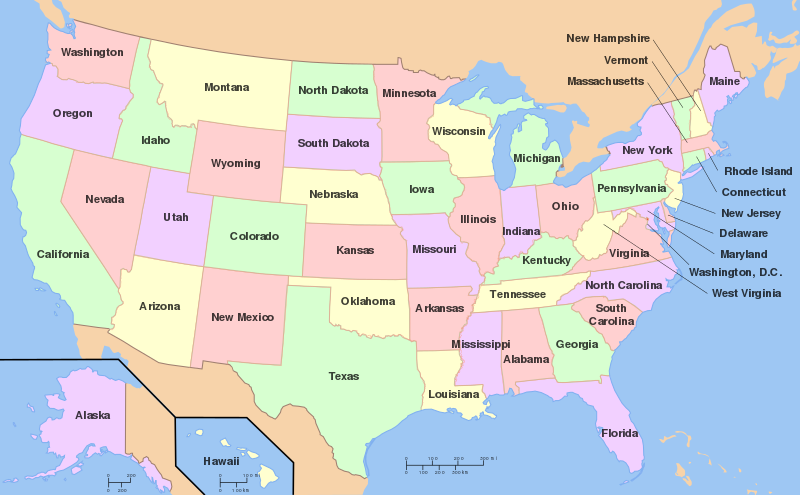 New Hampshire
Vermont
Massachusetts
Washington
Montana
North Dakota
Minnesota
Maine
Oregon
Idaho
Wisconsin
South Dakota
New York
Michigan
Wyoming
Rhode Island
Connecticut
Nebraska
Iowa
Pennsylvania
Nevada
Utah
Illinois
Ohio
New Jersey
Indiana
Delaware
Colorado
Kansas
Missouri
California
Kentucky
Virginia
Maryland
Washington, D.C.
Arizona
Oklahoma
Tennessee
North Carolina
West Virginia
New Mexico
Arkansas
South
Carolina
Mississippi
Alabama
Georgia
Texas
Louisiana
Alaska
Florida
Hawaii
0 100 200 300 mi
0 100 200 300 km
0 200
0 200
0 100 mi
0 100 km